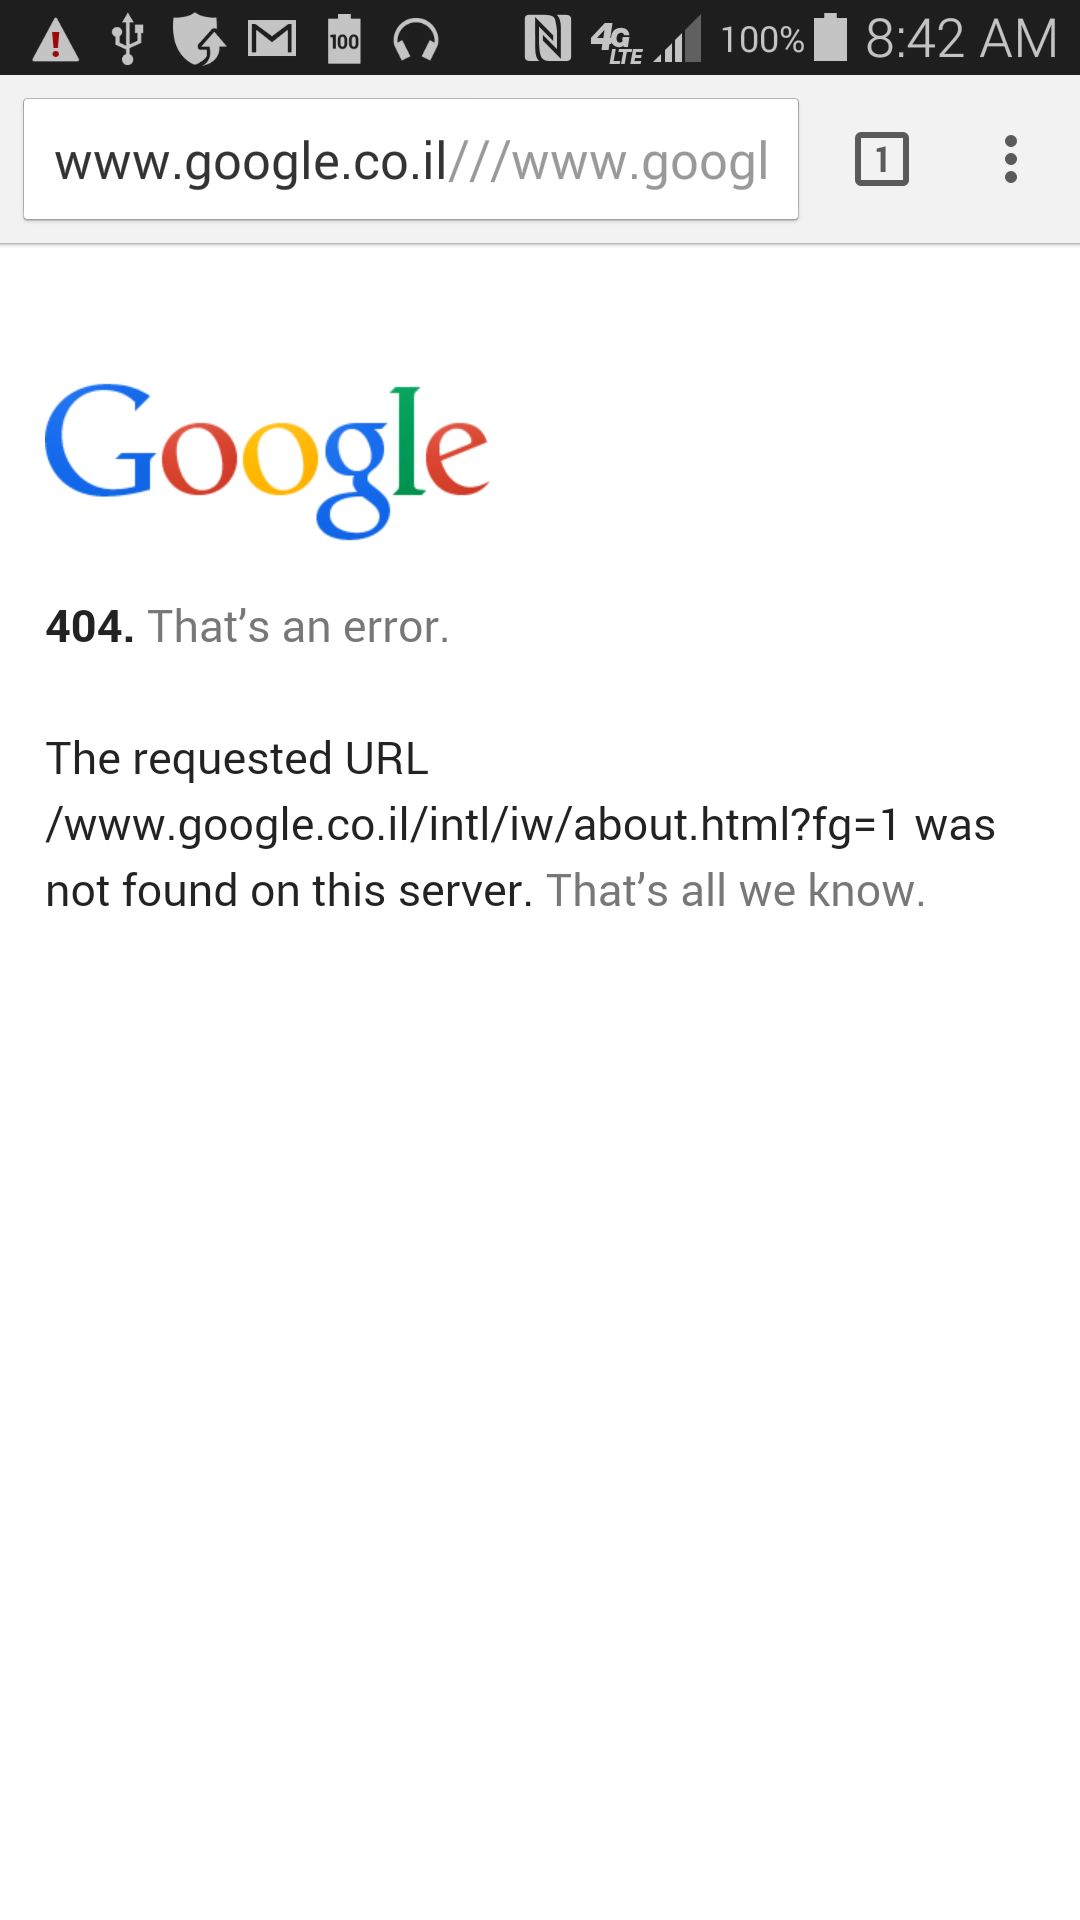 100 4G LTE 100% 8:42 AM
www.google.co.il///www.googl 1
Google
404. That’s an error.
The requested URL
/www.google.co.il/intl/iw/about.html?fg=1 was
not found on this server. That’s all we know.